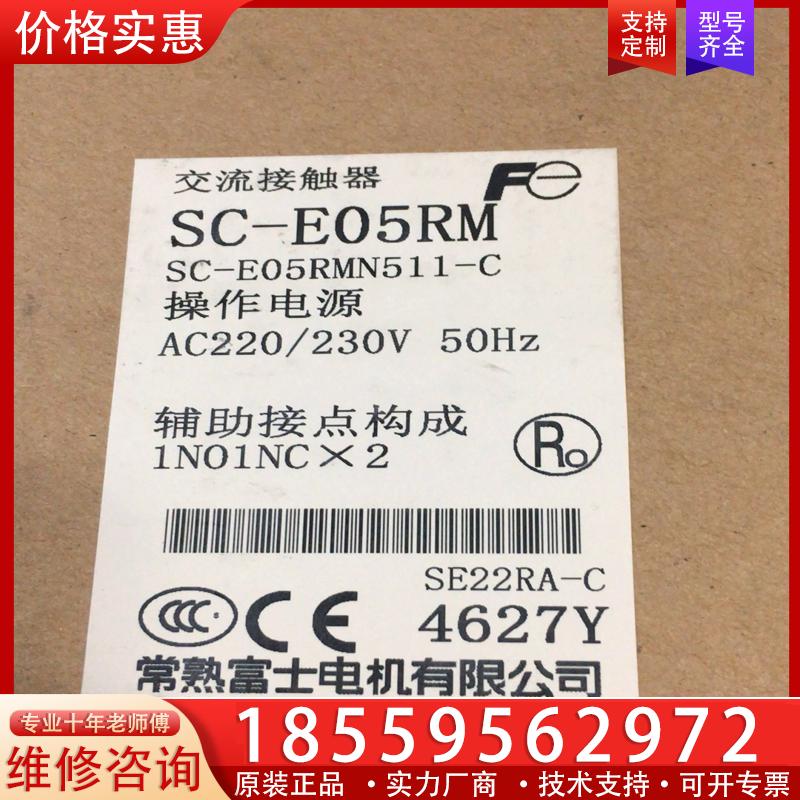 价格实惠
支持定制
型号齐全
交流接触器
Fe
SC-E05RM
SC-E05RMN511-C
操作电源
AC220/230V 50Hz
辅助接点构成
1NO1NC×2
Ro
SE22RA-C
CCC CE 4627Y
常熟富士电机有限公司
专业十年老师傅
维修咨询
18559562972
原装正品 • 实力厂商 • 技术支持 • 可开专票